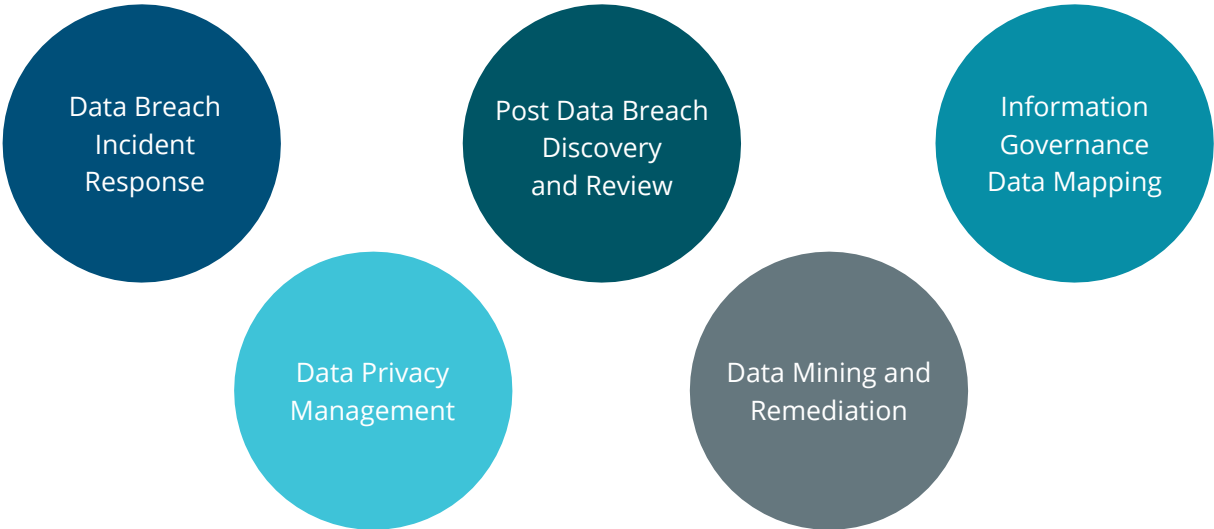 Data Breach
Incident
Response
Post Data Breach
Discovery
and Review
Information
Governance
Data Mapping
Data Privacy
Management
Data Mining and
Remediation